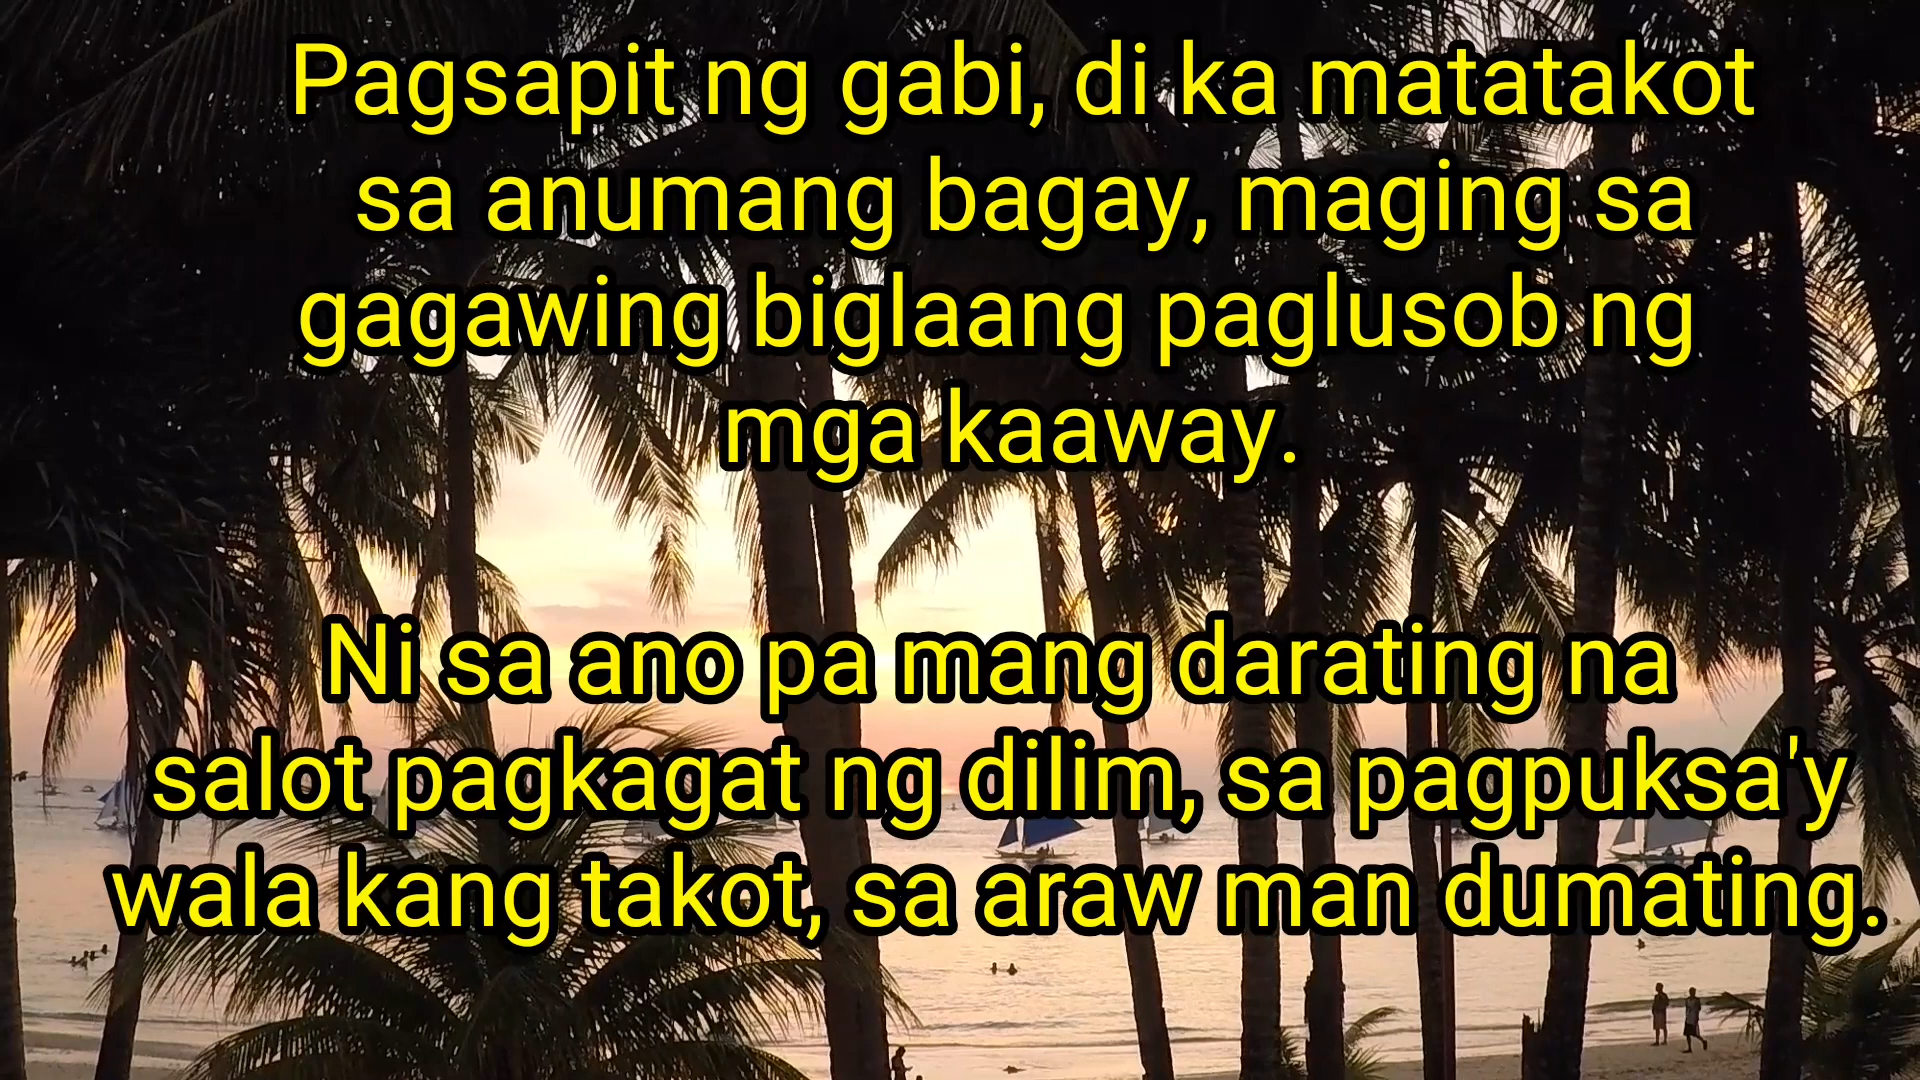 Pagsapit ng gabi, di ka matatakot
sa anumang bagay, maging sa
gagawing biglaang paglusob ng
mga kaaway.
Ni sa ano pa mang darating na
salot pagkagat ng dilim, sa pagpuksa'y
wala kang takot, sa araw man dumating.